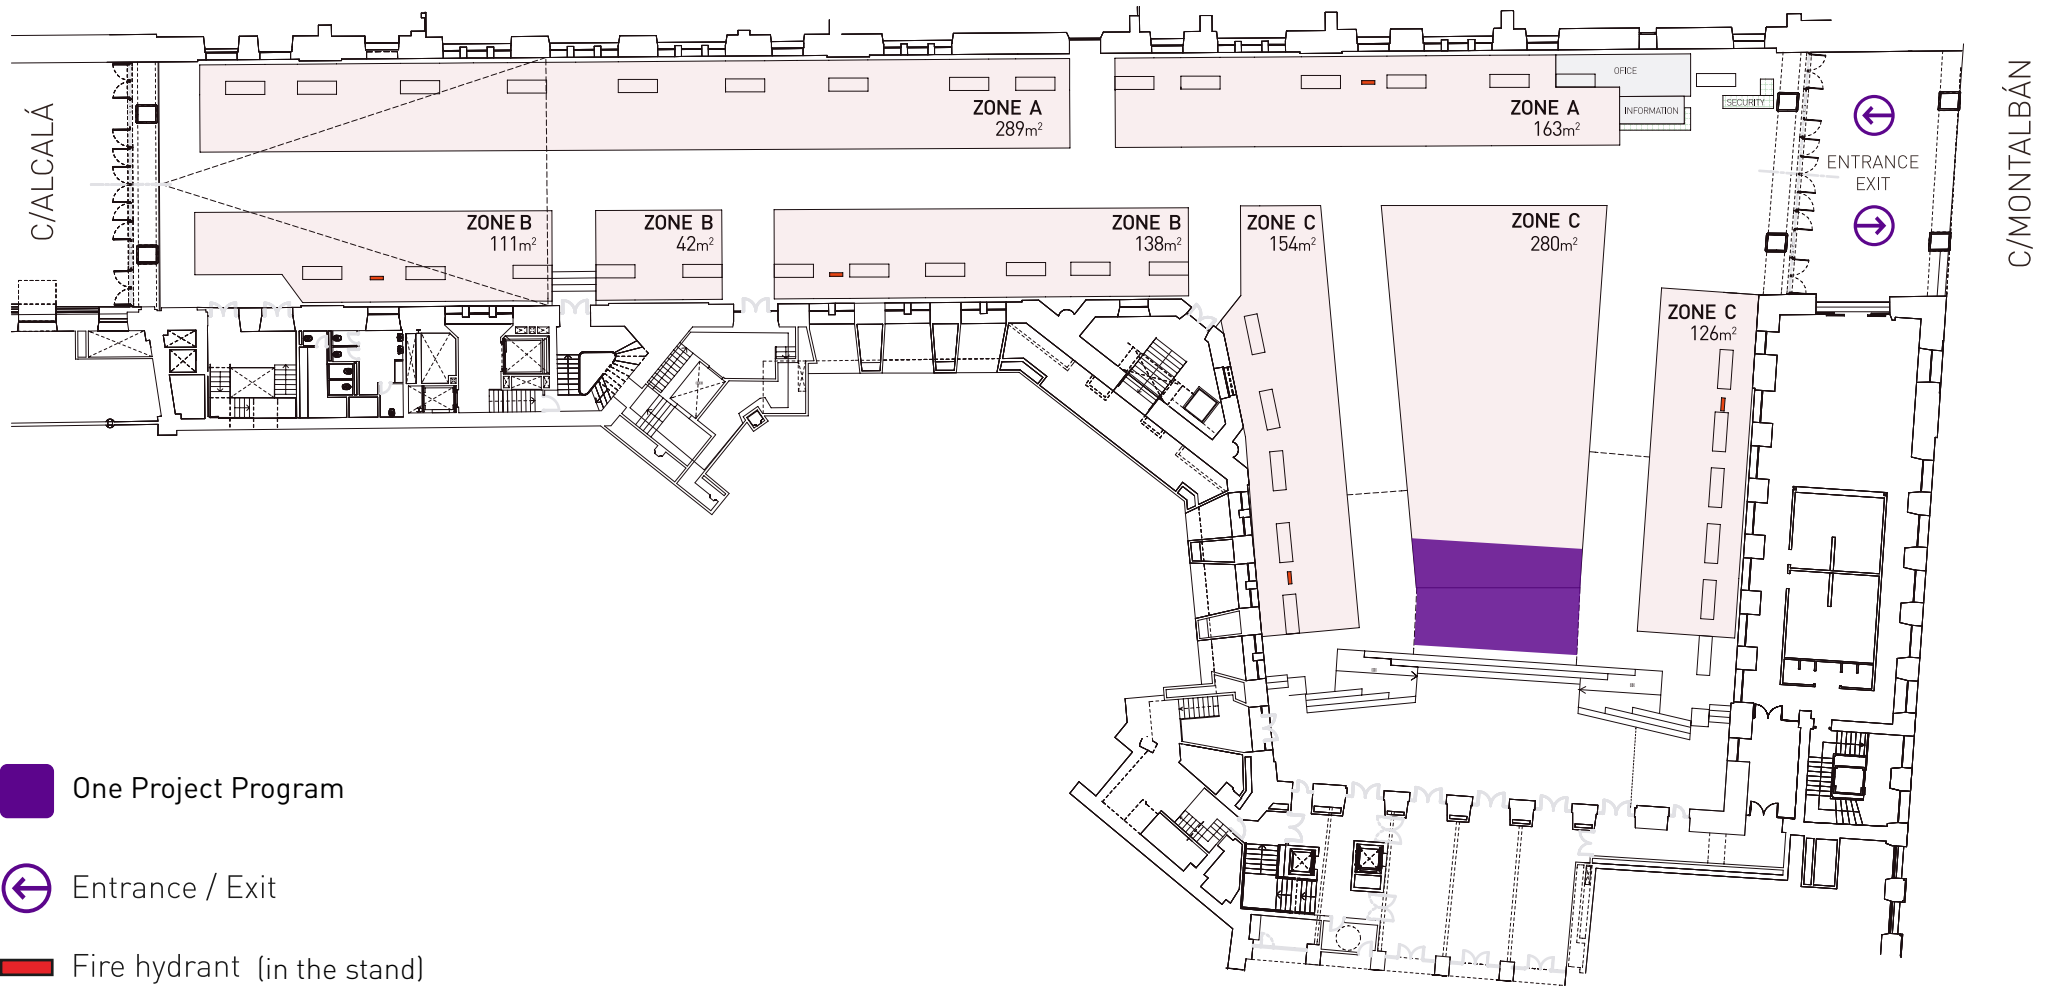 C/ALCALÁ
ZONE A
289m²
ZONE A
163m²
OFICE
INFORMATION
SECURITY
ENTRANCE
EXIT
C/MONTALBÁN
ZONE B
111m²
ZONE B
42m²
ZONE B
138m²
ZONE C
154m²
ZONE C
280m²
ZONE C
126m²
One Project Program
Entrance / Exit
Fire hydrant (in the stand)